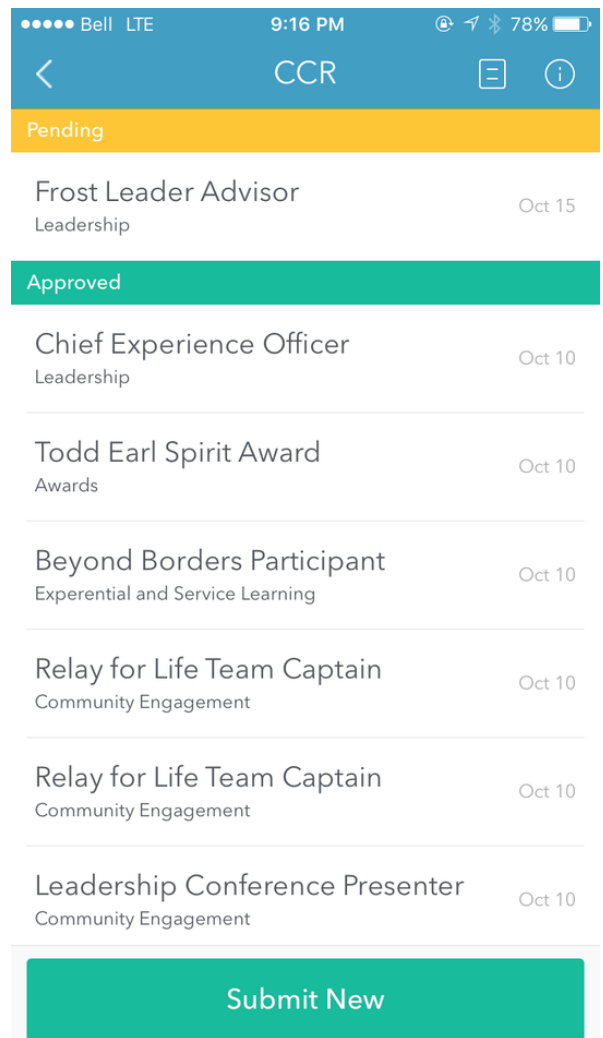 Bell LTE 9:16 PM 78%
CCR
Pending
Frost Leader Advisor
Oct 15
Leadership
Approved
Chief Experience Officer
Oct 10
Leadership
Todd Earl Spirit Award
Oct 10
Awards
Beyond Borders Participant
Oct 10
Experential and Service Learning
Relay for Life Team Captain
Oct 10
Community Engagement
Relay for Life Team Captain
Oct 10
Community Engagement
Leadership Conference Presenter
Oct 10
Community Engagement
Submit New